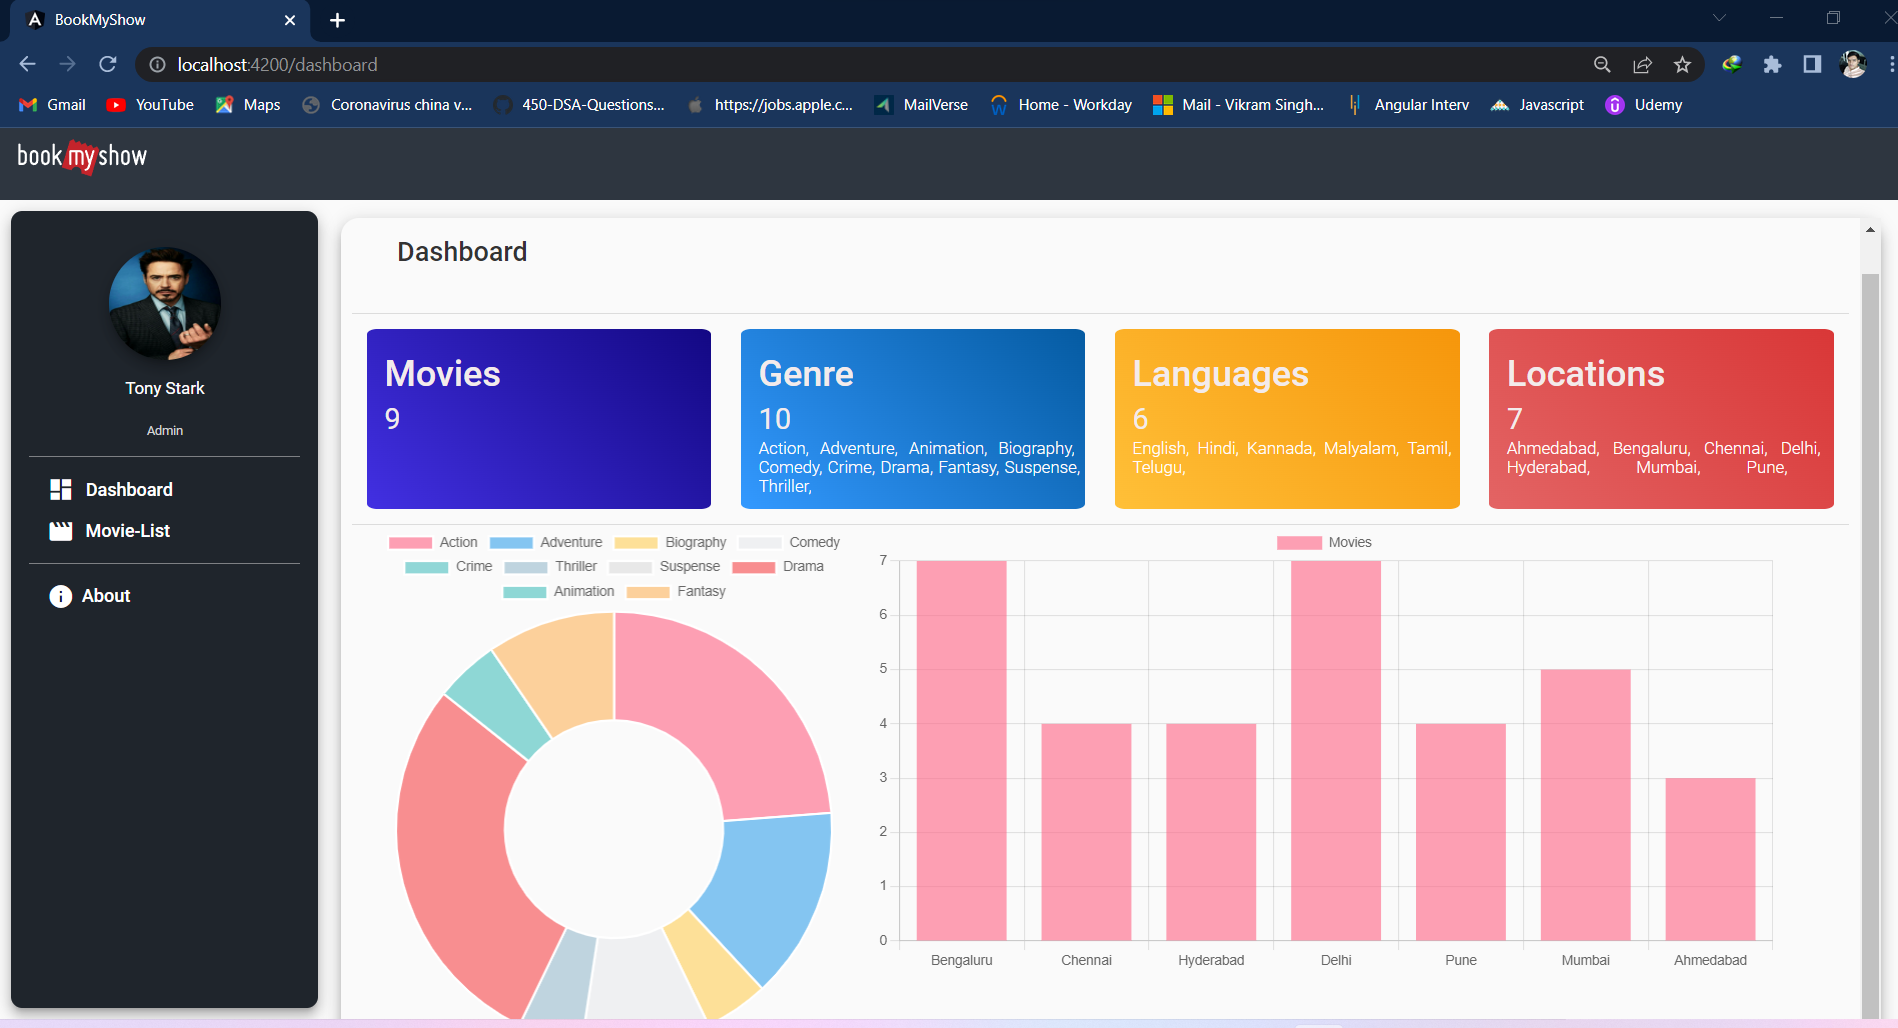 BookMyShow
localhost:4200/dashboard
Gmail YouTube Maps Coronavirus china v... 450-DSA-Questions... https://jobs.apple.c... MailVerse Home - Workday Mail - Vikram Singh... Angular Interv Javascript Udemy
book my show
Tony Stark
Admin
Dashboard
Movie-List
About
Dashboard
Movies
9
Genre
10
Action, Adventure, Animation, Biography,
Comedy, Crime, Drama, Fantasy, Suspense,
Thriller,
Languages
6
English, Hindi, Kannada, Malyalam, Tamil,
Telugu,
Locations
7
Ahmedabad, Bengaluru, Chennai, Delhi,
Hyderabad, Mumbai, Pune,
Action Adventure Biography Comedy
Crime Thriller Suspense Drama
Animation Fantasy
Movies
7
6
5
4
3
2
1
0
Bengaluru Chennai Hyderabad Delhi Pune Mumbai Ahmedabad